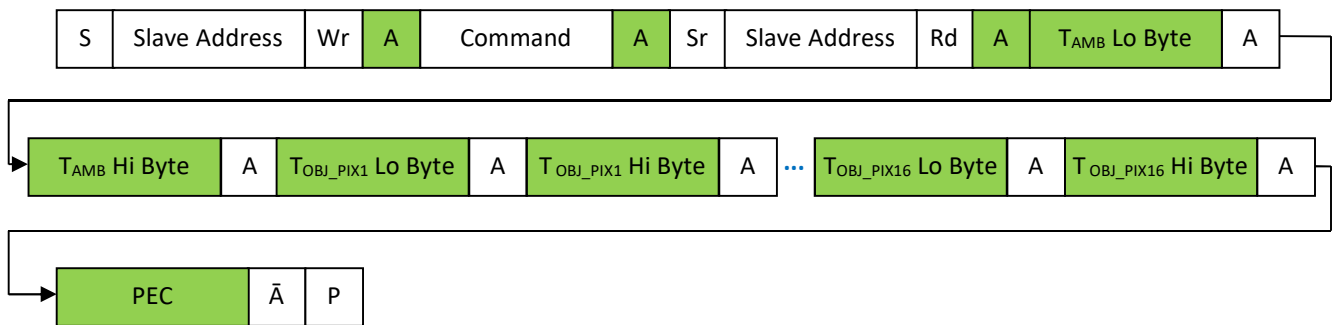 S Slave Address Wr A Command A Sr Slave Address Rd A TAMB Lo Byte A
TAMB Hi Byte A TOBJ_PIX1 Lo Byte A TOBJ_PIX1 Hi Byte A ... TOBJ_PIX16 Lo Byte A TOBJ_PIX16 Hi Byte A
PEC Ā P